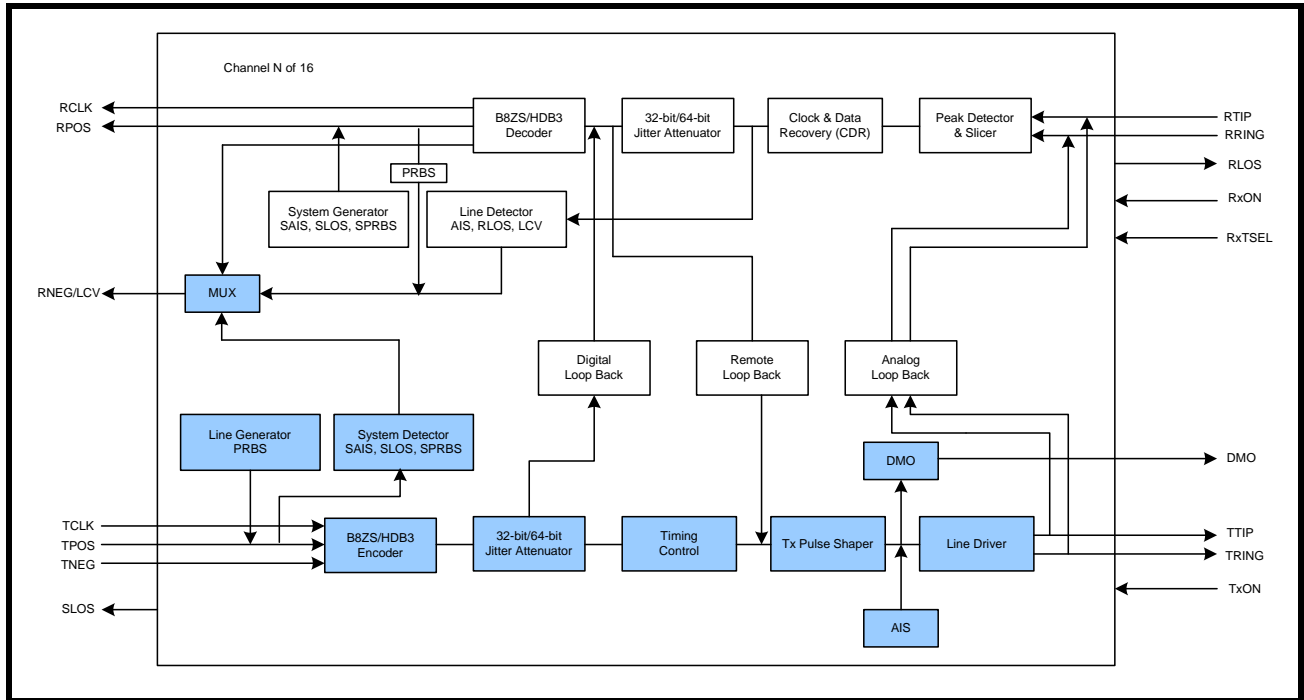 Channel N of 16
RCLK
RPOS
B8ZS/HDB3
Decoder
32-bit/64-bit
Jitter Attenuator
Clock & Data
Recovery (CDR)
Peak Detector
& Slicer
RTIP
RRING
RLOS
RxON
RxTSEL
PRBS
System Generator
SAIS, SLOS, SPRBS
Line Detector
AIS, RLOS, LCV
RNEG/LCV
MUX
Digital
Loop Back
Remote
Loop Back
Analog
Loop Back
Line Generator
PRBS
System Detector
SAIS, SLOS, SPRBS
DMO
DMO
TCLK
TPOS
TNEG
B8ZS/HDB3
Encoder
32-bit/64-bit
Jitter Attenuator
Timing
Control
Tx Pulse Shaper
Line Driver
TTIP
TRING
TxON
SLOS
AIS